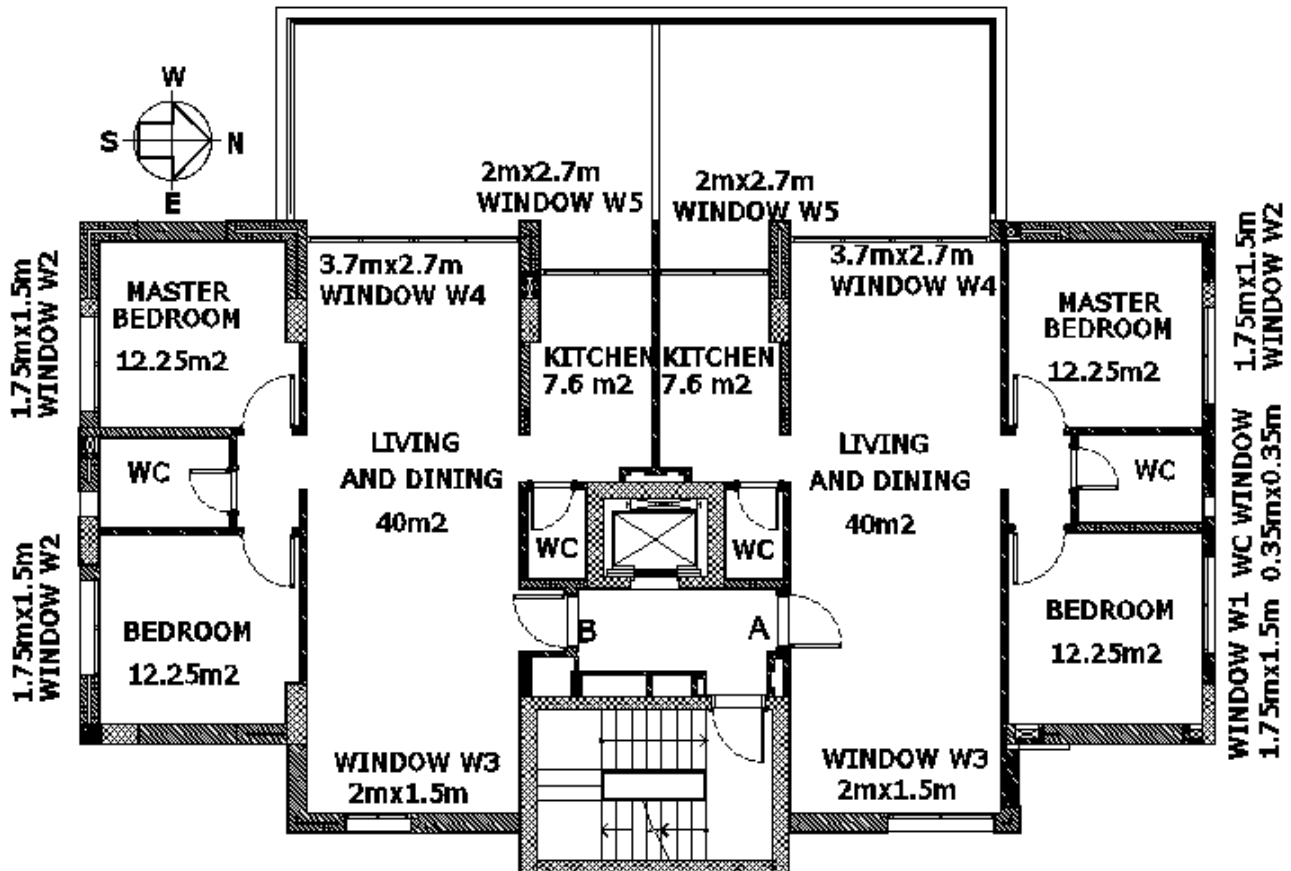 W
S
N
E
2mx2.7m
WINDOW W5
2mx2.7m
WINDOW W5
1.75mx1.5m
WINDOW W2
MASTER
BEDROOM
12.25m2
3.7mx2.7m
WINDOW W4
3.7mx2.7m
WINDOW W4
MASTER
BEDROOM
12.25m2
1.75mx1.5m
WINDOW W2
KITCHEN
7.6 m2
KITCHEN
7.6 m2
WC
LIVING
AND DINING
40m2
WC
WC
LIVING
AND DINING
40m2
WC
WC WINDOW
0.35mx0.35m
1.75mx1.5m
WINDOW W2
BEDROOM
12.25m2
B
A
BEDROOM
12.25m2
WINDOW W1
1.75mx1.5m
WINDOW W3
2mx1.5m
WINDOW W3
2mx1.5m